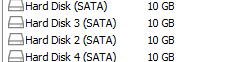 Hard Disk (SATA) 10 GB
Hard Disk 3 (SATA) 10 GB
Hard Disk 2 (SATA) 10 GB
Hard Disk 4 (SATA) 10 GB